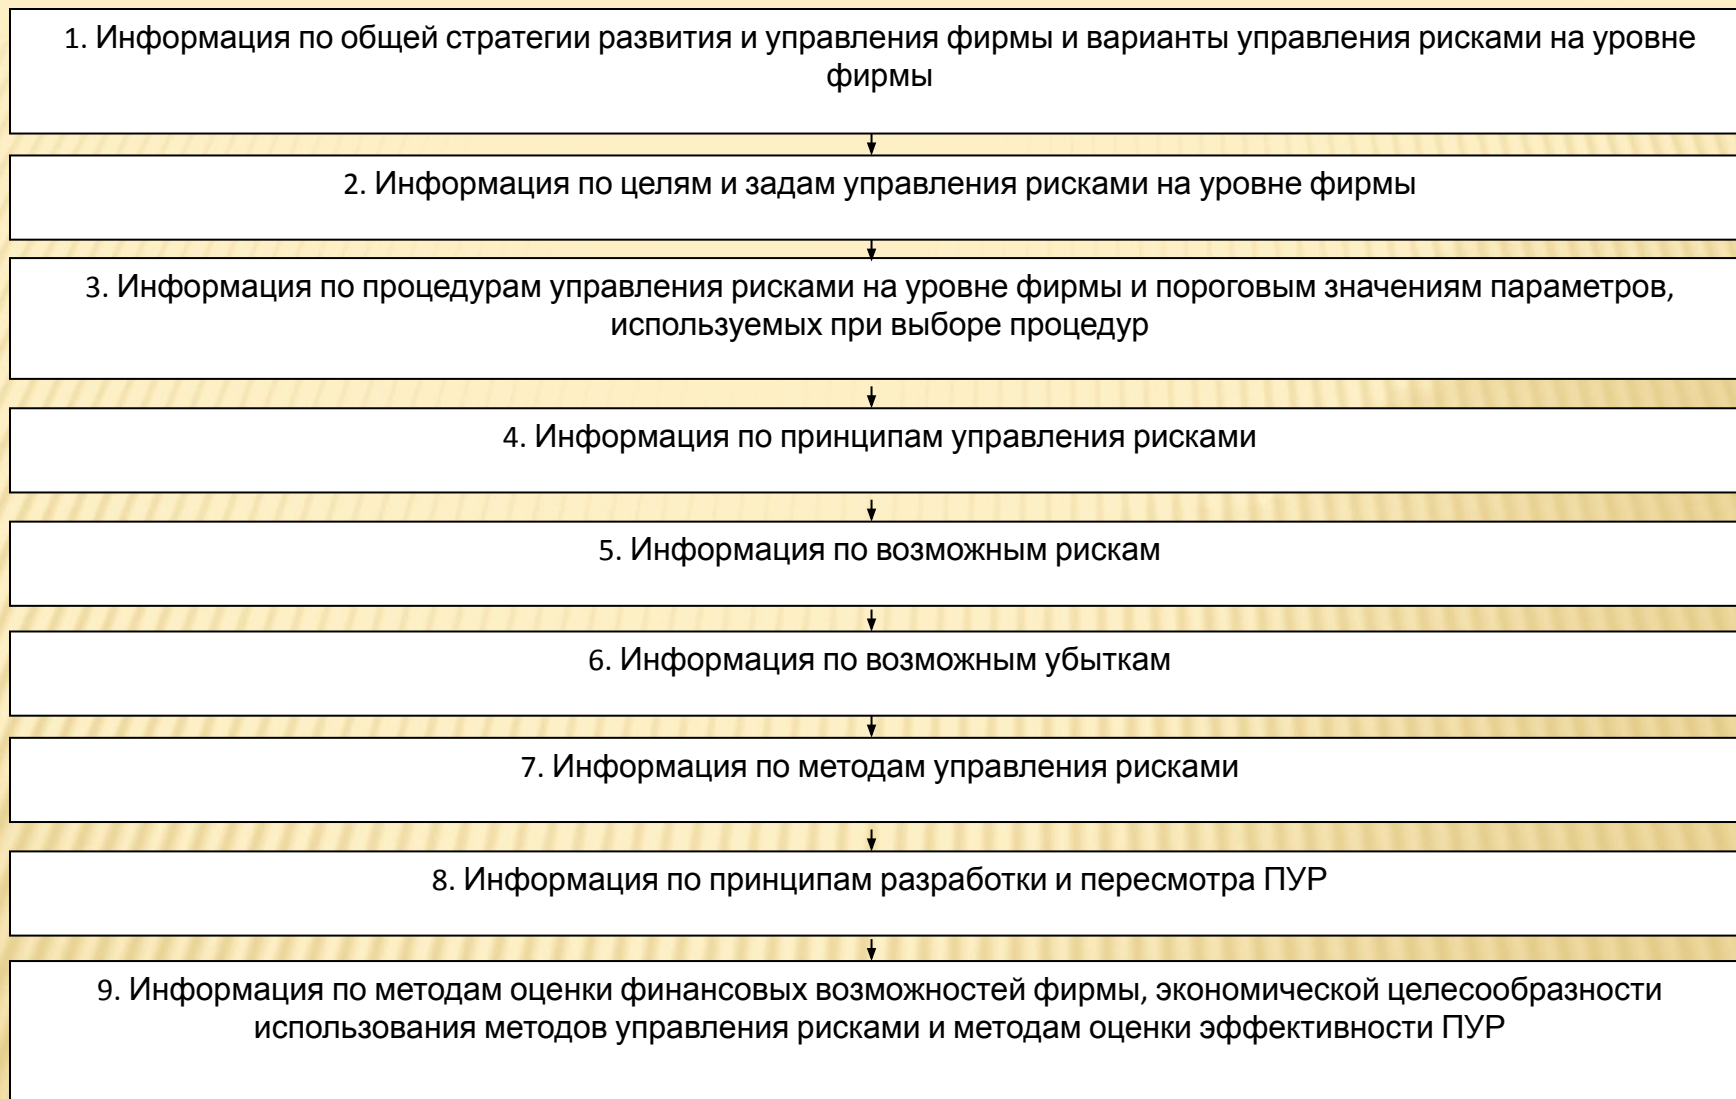 1. Информация по общей стратегии развития и управления фирмы и варианты управления рисками на уровне
фирмы
2. Информация по целям и задам управления рисками на уровне фирмы
3. Информация по процедурам управления рисками на уровне фирмы и пороговым значениям параметров,
используемых при выборе процедур
4. Информация по принципам управления рисками
5. Информация по возможным рискам
6. Информация по возможным убыткам
7. Информация по методам управления рисками
8. Информация по принципам разработки и пересмотра ПУР
9. Информация по методам оценки финансовых возможностей фирмы, экономической целесообразности
использования методов управления рисками и методам оценки эффективности ПУР